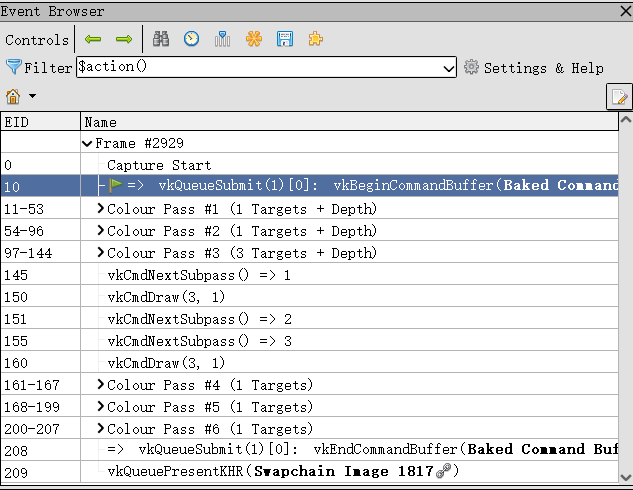 Event Browser
Controls
Filter $action() Settings & Help
EID Name
Frame #2929
0 Capture Start
10 => vkQueueSubmit(1)[0]: vkBeginCommandBuffer(Baked Command
11-53 Colour Pass #1 (1 Targets + Depth)
54-96 Colour Pass #2 (1 Targets + Depth)
97-144 Colour Pass #3 (3 Targets + Depth)
145 vkCmdNextSubpass() => 1
150 vkCmdDraw(3, 1)
151 vkCmdNextSubpass() => 2
155 vkCmdNextSubpass() => 3
160 vkCmdDraw(3, 1)
161-167 Colour Pass #4 (1 Targets)
168-199 Colour Pass #5 (1 Targets)
200-207 Colour Pass #6 (1 Targets)
208 => vkQueueSubmit(1)[0]: vkEndCommandBuffer(Baked Command Buf
209 vkQueuePresentKHR(Swapchain Image 1817)